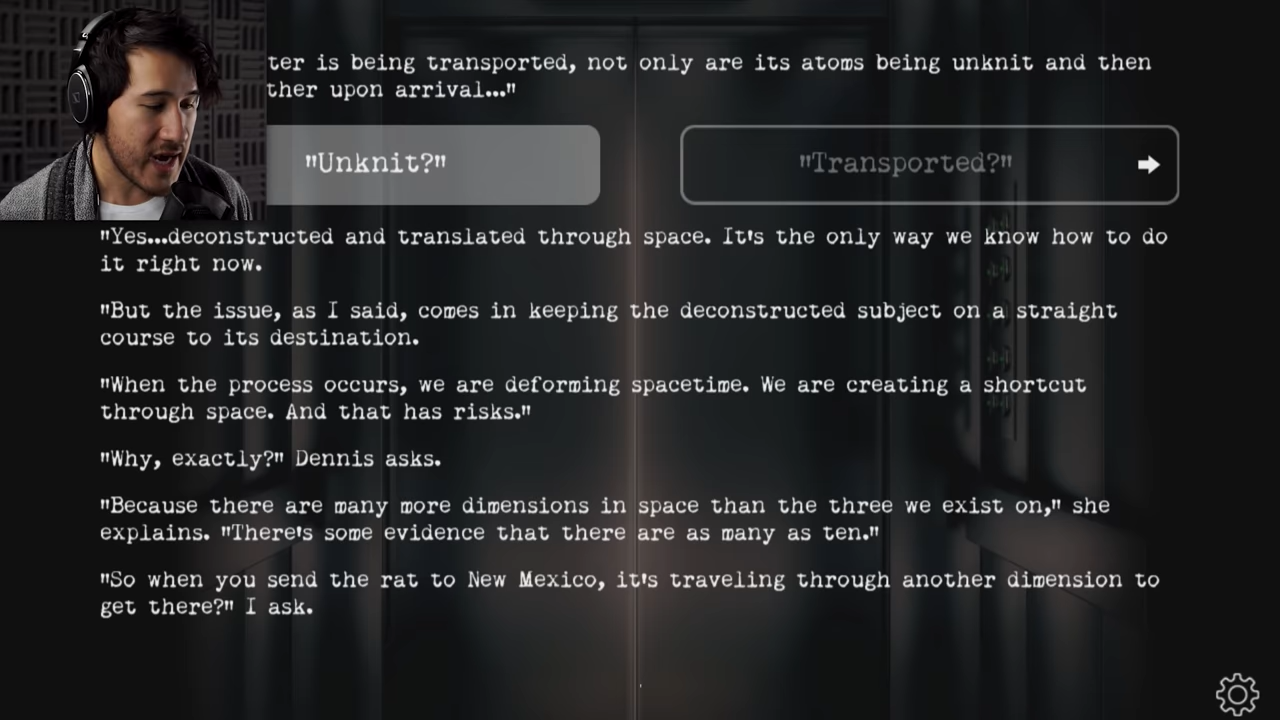 ter is being transported, not only are its atoms being unknit and then
ther upon arrival..."
"Unknit?"
"Transported?"
"Yes...deconstructed and translated through space. It's the only way we know how to do
it right now.
"But the issue, as I said, comes in keeping the deconstructed subject on a straight
course to its destination.
"When the process occurs, we are deforming spacetime. We are creating a shortcut
through space. And that has risks."
"Why, exactly?" Dennis asks.
"Because there are many more dimensions in space than the three we exist on," she
explains. "There's some evidence that there are as many as ten."
"So when you send the rat to New Mexico, it's traveling through another dimension to
get there?" I ask.